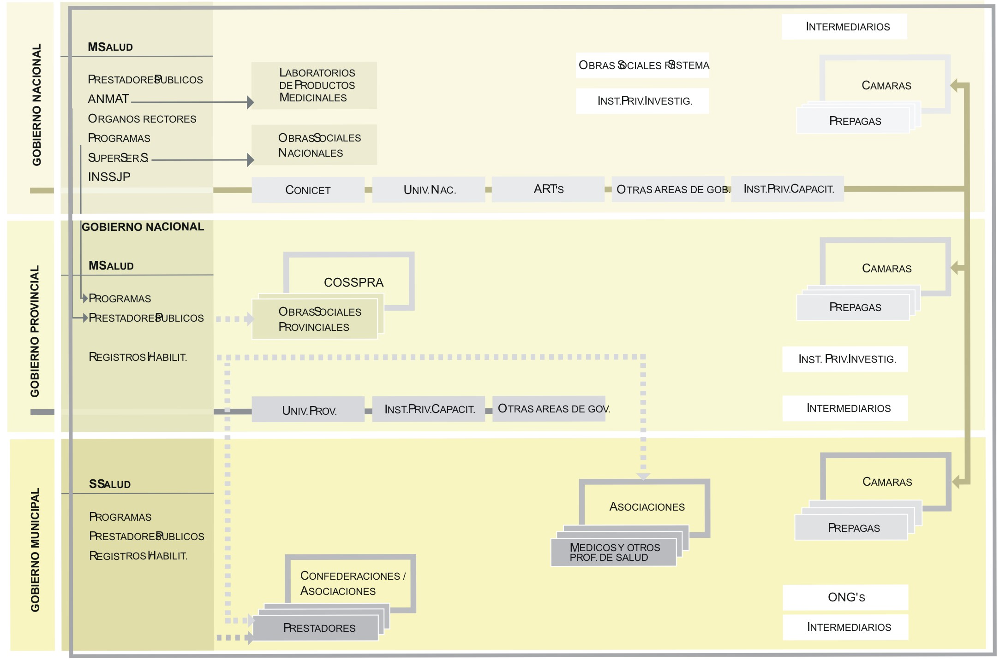 GOBIERNO NACIONAL
MSALUD
PRESTADORES PUBLICOS
ANMAT
ORGANOS RECTORES
PROGRAMAS
SUPER.SER.S.
INSSJP
LABORATORIOS
DE PRODUCTOS
MEDICINALES
OBRAS SOCIALES
NACIONALES
OBRAS SOCIALES F/SISTEMA
INST.PRIV.INVESTIG.
INTERMEDIARIOS
CAMARAS
PREPAGAS
CONICET
UNIV. NAC.
ART'S
OTRAS AREAS DE GOB.
INST.PRIV.CAPACIT.
GOBIERNO PROVINCIAL
GOBIERNO NACIONAL
MSALUD
PROGRAMAS
PRESTADORES PUBLICOS
REGISTROS/HABILIT.
COSSPRA
OBRAS SOCIALES
PROVINCIALES
CAMARAS
PREPAGAS
INST. PRIV.INVESTIG.
INTERMEDIARIOS
UNIV. PROV.
INST.PRIV.CAPACIT.
OTRAS AREAS DE GOV.
GOBIERNO MUNICIPAL
SSALUD
PROGRAMAS
PRESTADORES PUBLICOS
REGISTROS/HABILIT.
CONFEDERACIONES /
ASOCIACIONES
PRESTADORES
ASOCIACIONES
MEDICOS Y OTROS
PROF. DE SALUD
CAMARAS
PREPAGAS
ONG'S
INTERMEDIARIOS